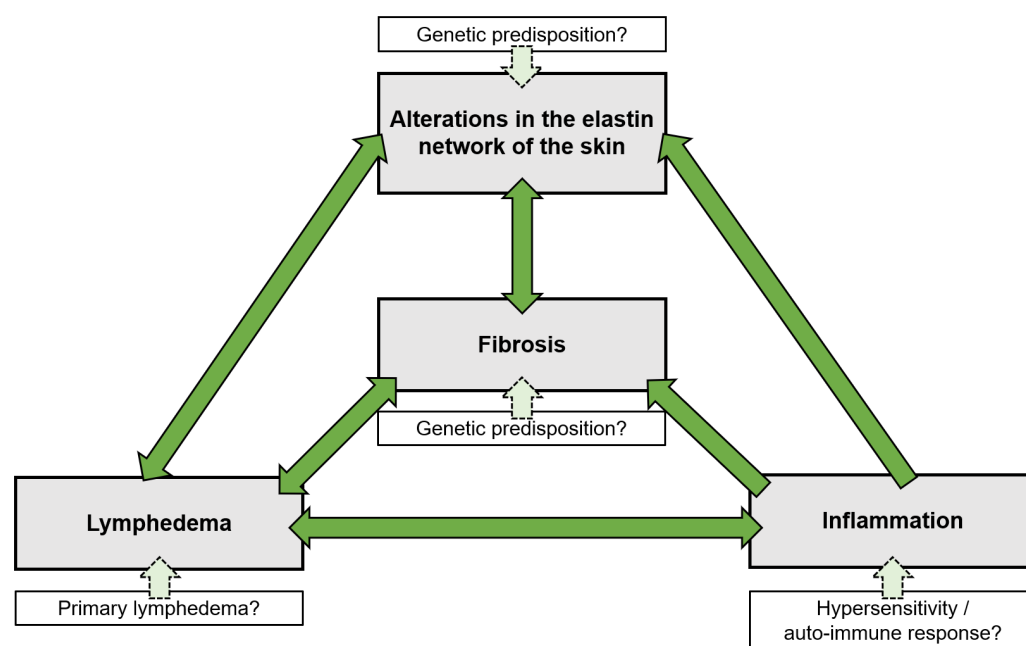 Genetic predisposition?
Alterations in the elastin
network of the skin
Fibrosis
Genetic predisposition?
Lymphedema
Inflammation
Primary lymphedema?
Hypersensitivity /
auto-immune response?